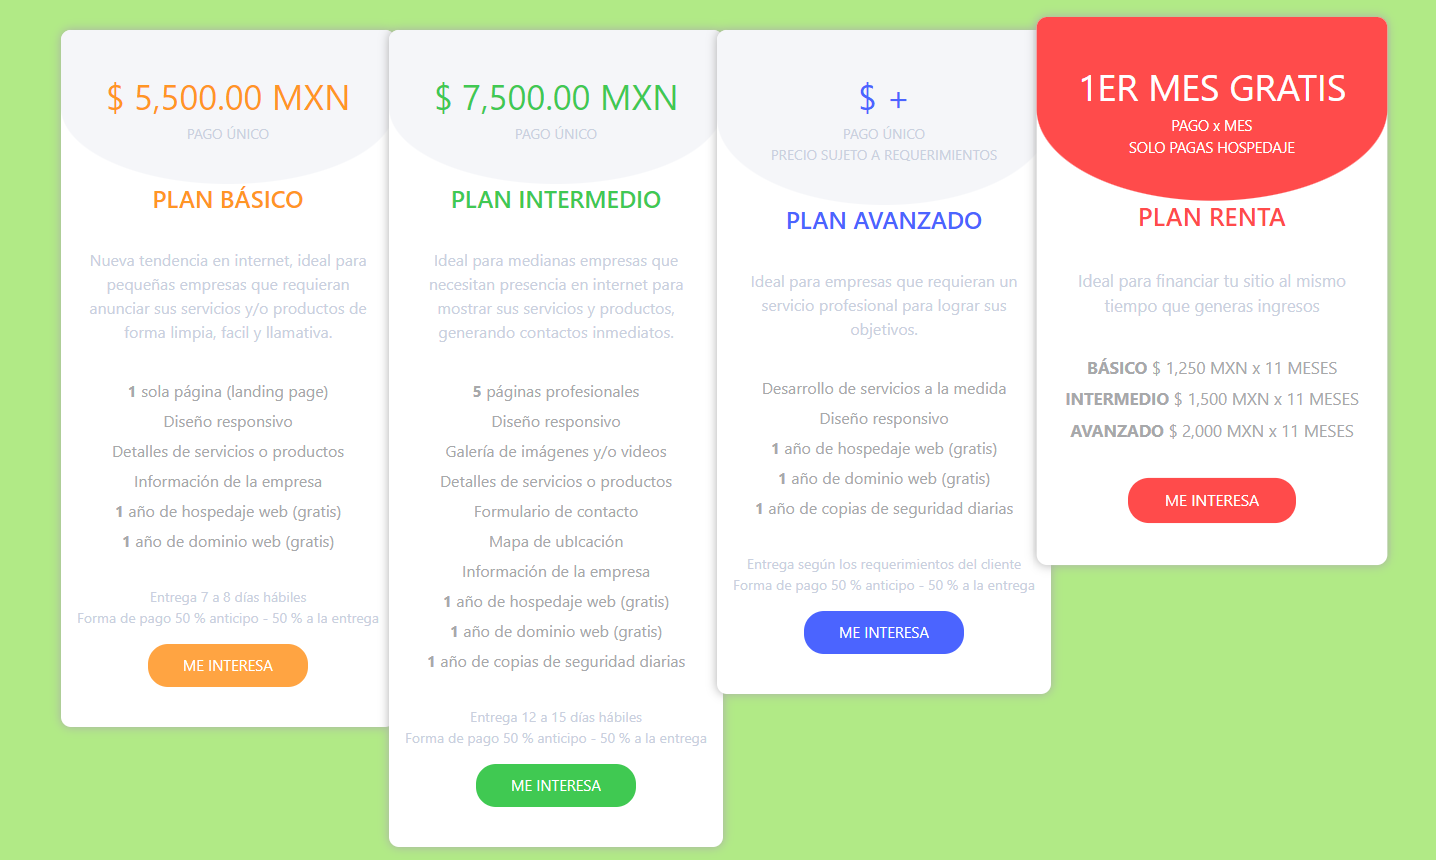 $ 5,500.00 MXN
PAGO ÚNICO
PLAN BÁSICO
Nueva tendencia en internet, ideal para
pequeñas empresas que requieran
anunciar sus servicios y/o productos de
forma limpia, facil y llamativa.
1 sola página (landing page)
Diseño responsivo
Detalles de servicios o productos
Información de la empresa
1 año de hospedaje web (gratis)
1 año de dominio web (gratis)
Entrega 7 a 8 días hábiles
Forma de pago 50 % anticipo - 50 % a la entrega
ME INTERESA
$ 7,500.00 MXN
PAGO ÚNICO
PLAN INTERMEDIO
Ideal para medianas empresas que
necesitan presencia en internet para
mostrar sus servicios y productos,
generando contactos inmediatos.
5 páginas profesionales
Diseño responsivo
Galería de imágenes y/o videos
Detalles de servicios o productos
Formulario de contacto
Mapa de ubIcación
Información de la empresa
1 año de hospedaje web (gratis)
1 año de dominio web (gratis)
1 año de copias de seguridad diarias
Entrega 12 a 15 días hábiles
Forma de pago 50 % anticipo - 50 % a la entrega
ME INTERESA
$ +
PAGO ÚNICO
PRECIO SUJETO A REQUERIMIENTOS
PLAN AVANZADO
Ideal para empresas que requieran un
servicio profesional para lograr sus
objetivos.
Desarrollo de servicios a la medida
Diseño responsivo
1 año de hospedaje web (gratis)
1 año de dominio web (gratis)
1 año de copias de seguridad diarias
Entrega según los requerimientos del cliente
Forma de pago 50 % anticipo - 50 % a la entrega
ME INTERESA
1ER MES GRATIS
PAGO x MES
SOLO PAGAS HOSPEDAJE
PLAN RENTA
Ideal para financiar tu sitio al mismo
tiempo que generas ingresos
BÁSICO $ 1,250 MXN x 11 MESES
INTERMEDIO $ 1,500 MXN x 11 MESES
AVANZADO $ 2,000 MXN x 11 MESES
ME INTERESA